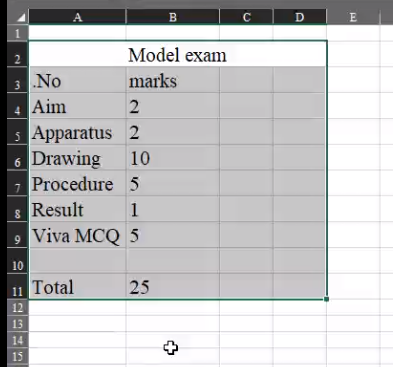 A B C D E
1
2 Model exam
3 .No marks
4 Aim 2
5 Apparatus 2
6 Drawing 10
7 Procedure 5
8 Result 1
9 Viva MCQ 5
10
11 Total 25
12
13
14
15